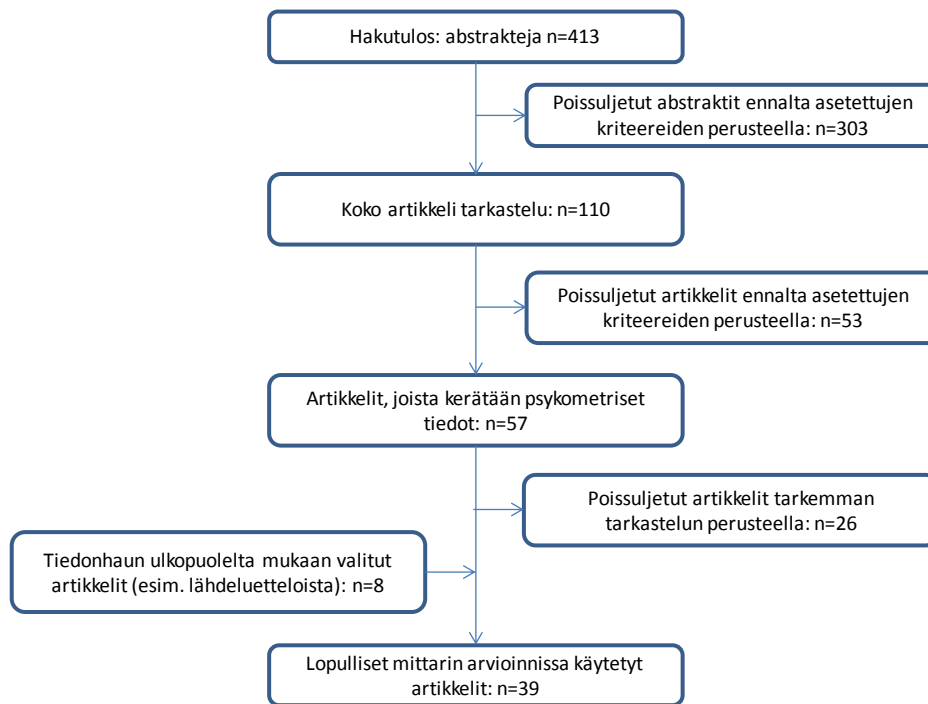 Hakutulos: abstrakteja n=413
Poissuljetut abstraktit ennalta asetettujen
kriteereiden perusteella: n=303
Koko artikkeli tarkastelu: n=110
Poissuljetut artikkelit ennalta asetettujen
kriteereiden perusteella: n=53
Artikkelit, joista kerätään psykometriset
tiedot: n=57
Poissuljetut artikkelit tarkemman
tarkastelun perusteella: n=26
Tiedonhaun ulkopuolelta mukaan valitut
artikkelit (esim. lähdeluetteloista): n=8
Lopulliset mittarin arvioinnissa käytetyt
artikkelit: n=39